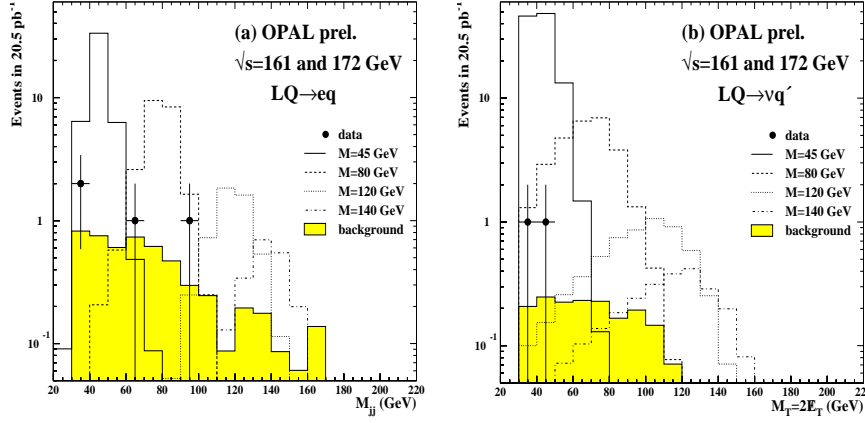 Events in 20.5 pb⁻¹
10
1
10⁻¹
20 40 60 80 100 120 140 160 180 200 220
M_jj (GeV)
(a) OPAL prel.
√s=161 and 172 GeV
LQ→eq
data
M=45 GeV
M=80 GeV
M=120 GeV
M=140 GeV
background
Events in 20.5 pb⁻¹
10
1
10⁻¹
20 40 60 80 100 120 140 160 180 200 220
M_T=2E̸_T (GeV)
(b) OPAL prel.
√s=161 and 172 GeV
LQ→νq´
data
M=45 GeV
M=80 GeV
M=120 GeV
M=140 GeV
background